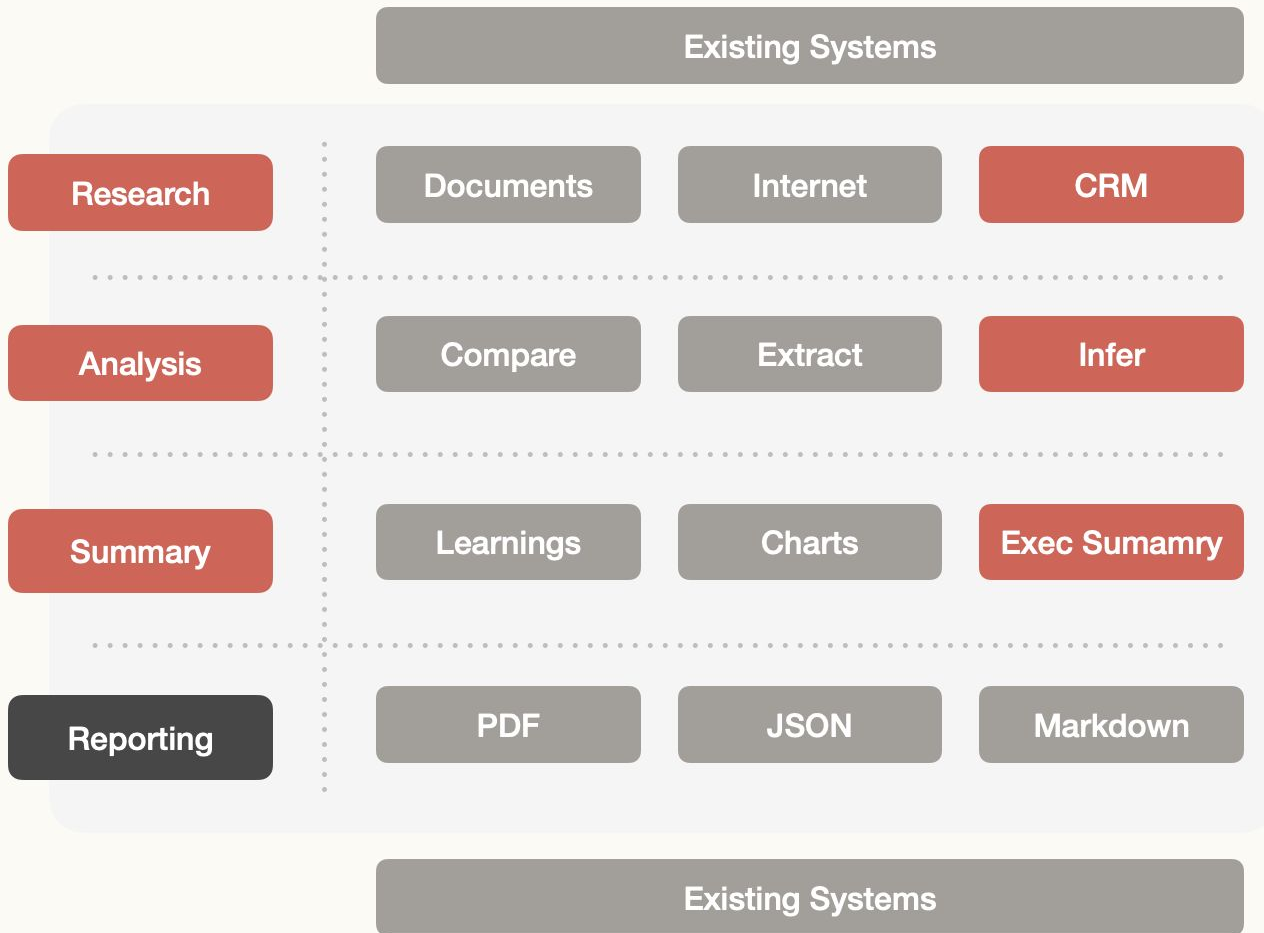 Existing Systems
Research
Documents
Internet
CRM
Analysis
Compare
Extract
Infer
Summary
Learnings
Charts
Exec Sumamry
Reporting
PDF
JSON
Markdown
Existing Systems